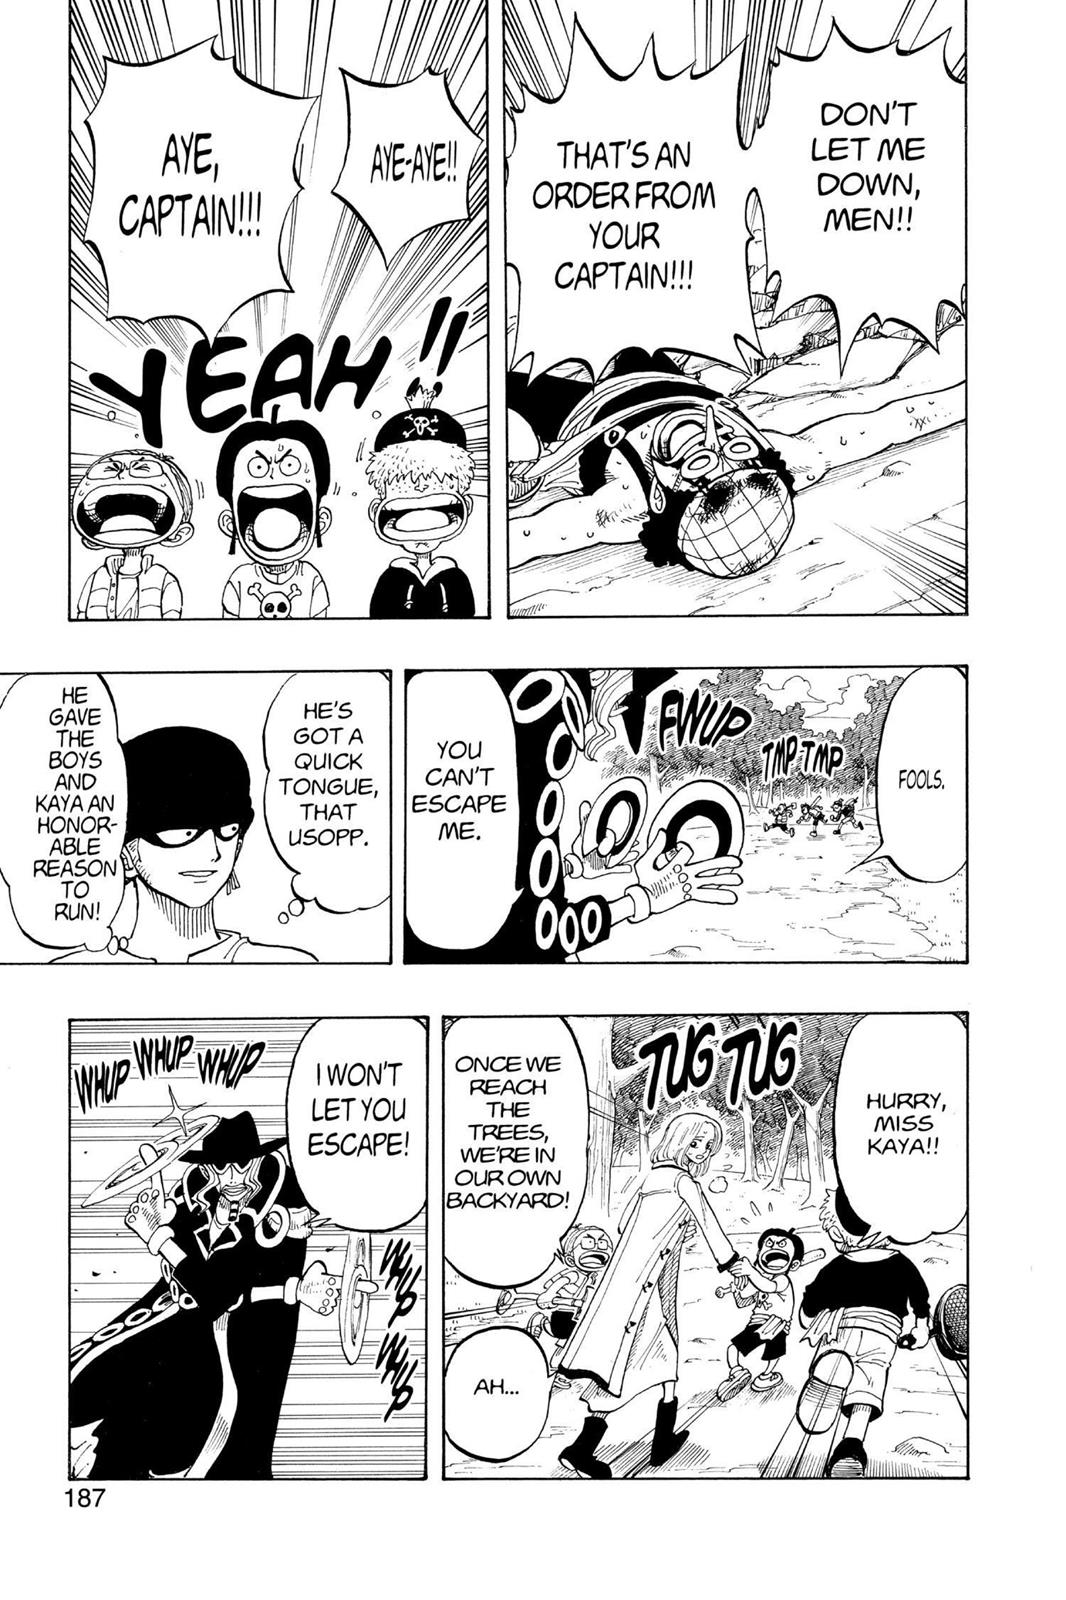 DON'T
LET ME
DOWN,
MEN!!
THAT'S AN
ORDER FROM
YOUR
CAPTAIN!!!
AYE-AYE!!
AYE,
CAPTAIN!!!
YEAH!!
FOOLS.
TMP-TMP
FWUP
YOU
CAN'T
ESCAPE
ME.
HE'S
GOT A
QUICK
TONGUE,
THAT
USOPP.
HE
GAVE
THE
BOYS
AND
KAYA AN
HONOR-
ABLE
REASON
TO
RUN!
HURRY,
MISS
KAYA!!
TUG TUG
ONCE WE
REACH
THE
TREES,
WE'RE IN
OUR OWN
BACKYARD!
AH...
I WON'T
LET YOU
ESCAPE!
WHUP WHUP WHUP
WHUP
WHUP
187